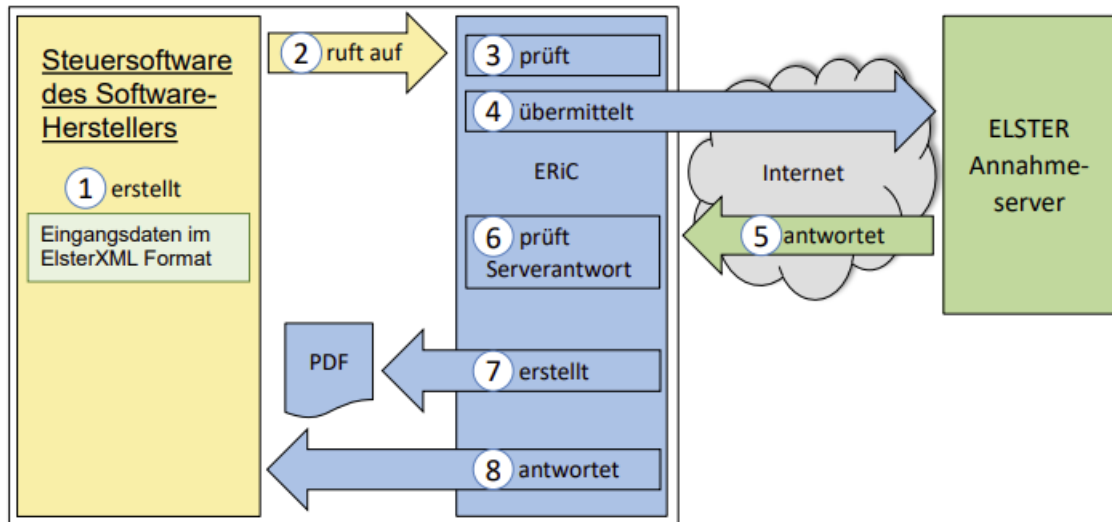 Steuersoftware
des Software-
Herstellers
1 erstellt
Eingangsdaten im
ElsterXML Format
2 ruft auf
3 prüft
4 übermittelt
ERiC
Internet
ELSTER
Annahme-
server
5 antwortet
6 prüft
Serverantwort
PDF
7 erstellt
8 antwortet